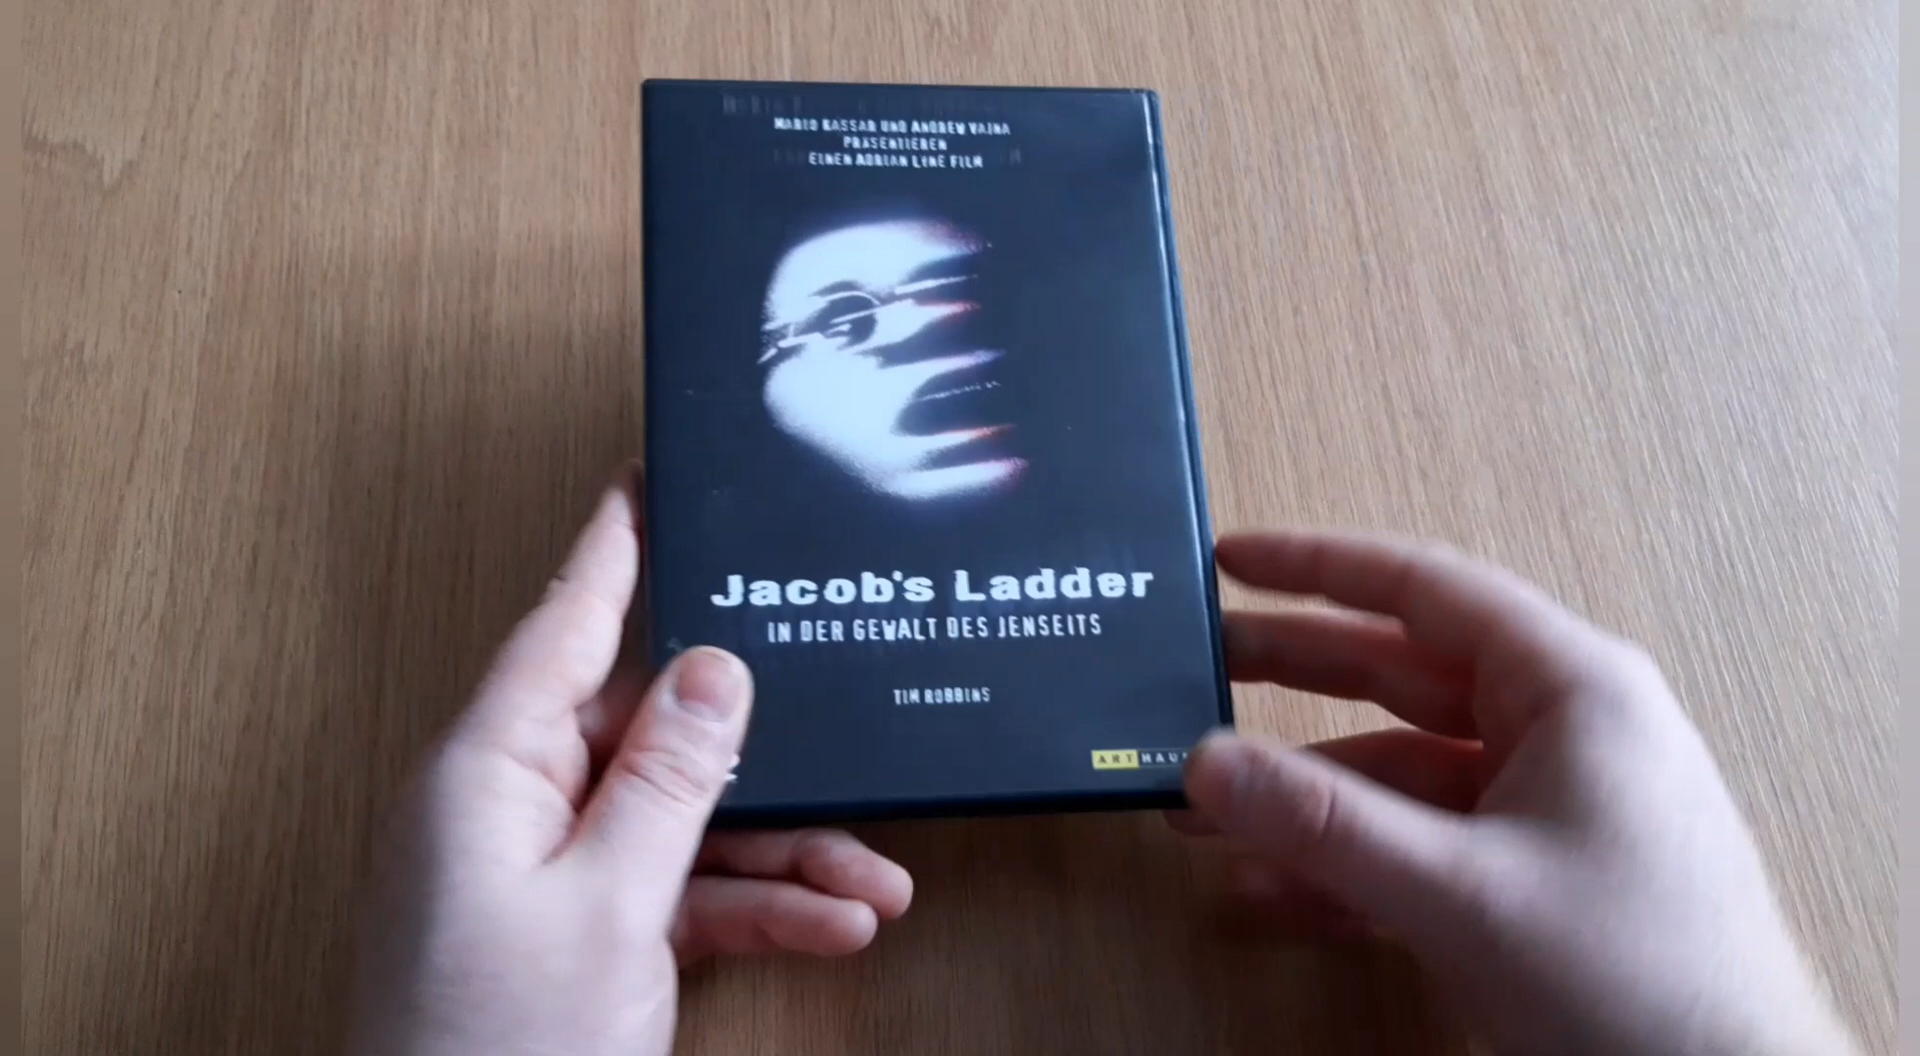 MARIO KASSAR UND ANDREW VAJNA
PRÄSENTIEREN
EINEN ADRIAN LYNE FILM
Jacob's Ladder
IN DER GEWALT DES JENSEITS
TIM ROBBINS
ARTHAU